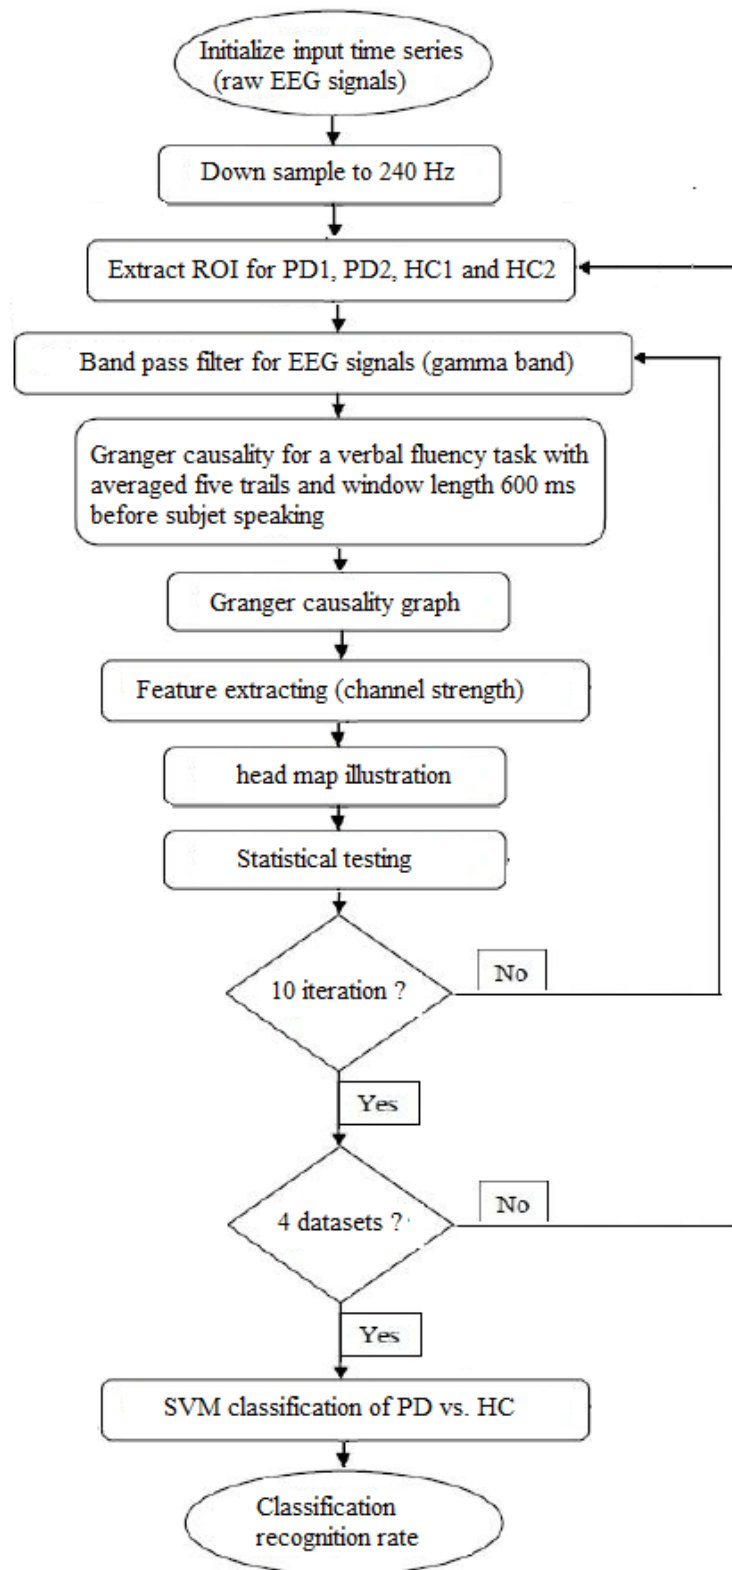 Initialize input time series
(raw EEG signals)
Down sample to 240 Hz
Extract ROI for PD1, PD2, HC1 and HC2
Band pass filter for EEG signals (gamma band)
Granger causality for a verbal fluency task with
averaged five trails and window length 600 ms
before subjet speaking
Granger causality graph
Feature extracting (channel strength)
head map illustration
Statistical testing
10 iteration ?
No
Yes
4 datasets ?
No
Yes
SVM classification of PD vs. HC
Classification
recognition rate